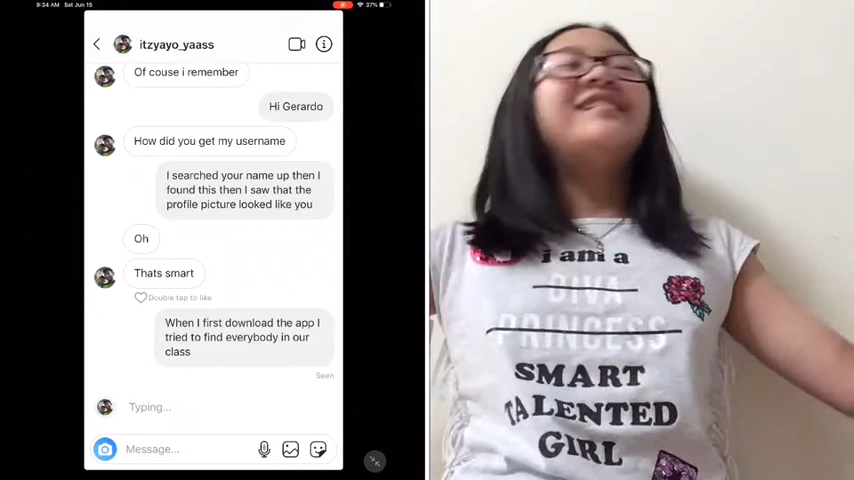 9:34 AM Sat Jun 15
37%
itzyayo_yaass
Of couse i remember
Hi Gerardo
How did you get my username
I searched your name up then I
found this then I saw that the
profile picture looked like you
Oh
Thats smart
Double tap to like
When I first download the app I
tried to find everybody in our
class
Seen
Typing...
Message...
i am a
DIVA
PRINCESS
SMART
TALENTED
GIRL